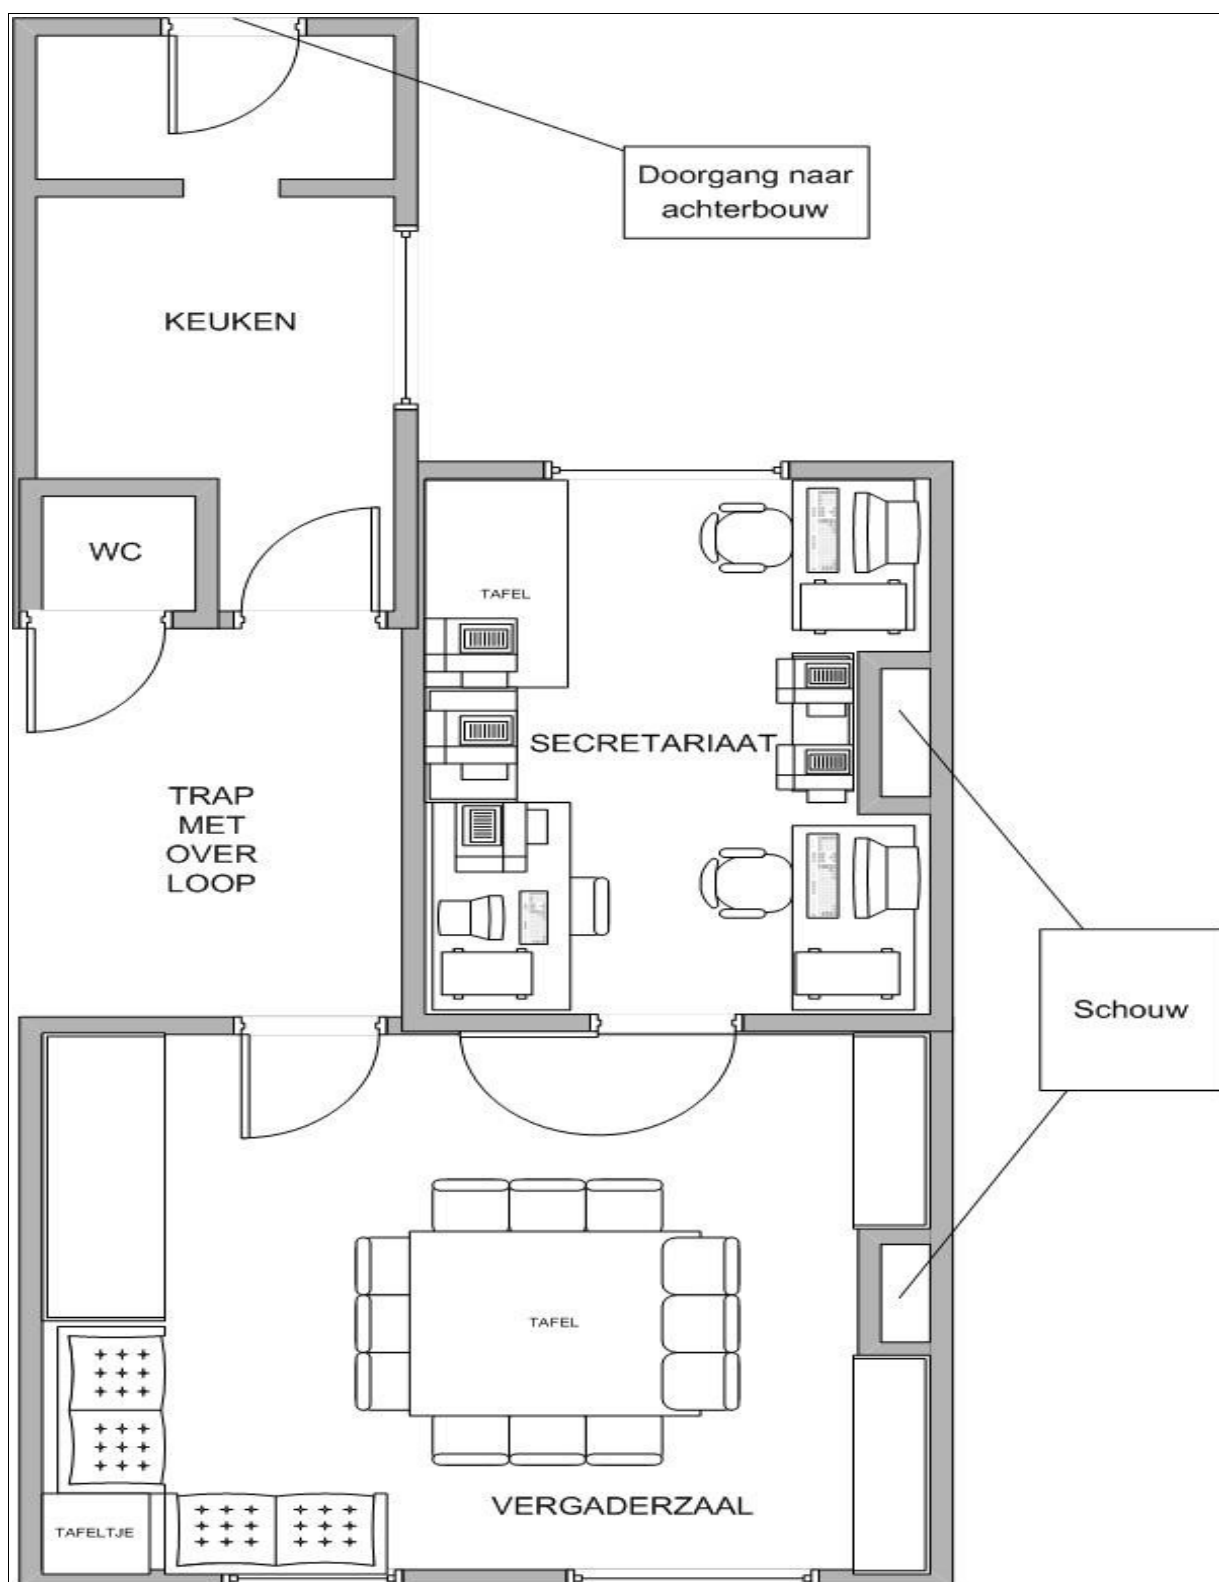 Doorgang naar
achterbouw
KEUKEN
WC
TAFEL
SECRETARIAAT
TRAP
MET
OVER
LOOP
Schouw
TAFEL
VERGADERZAAL
TAFELTJE